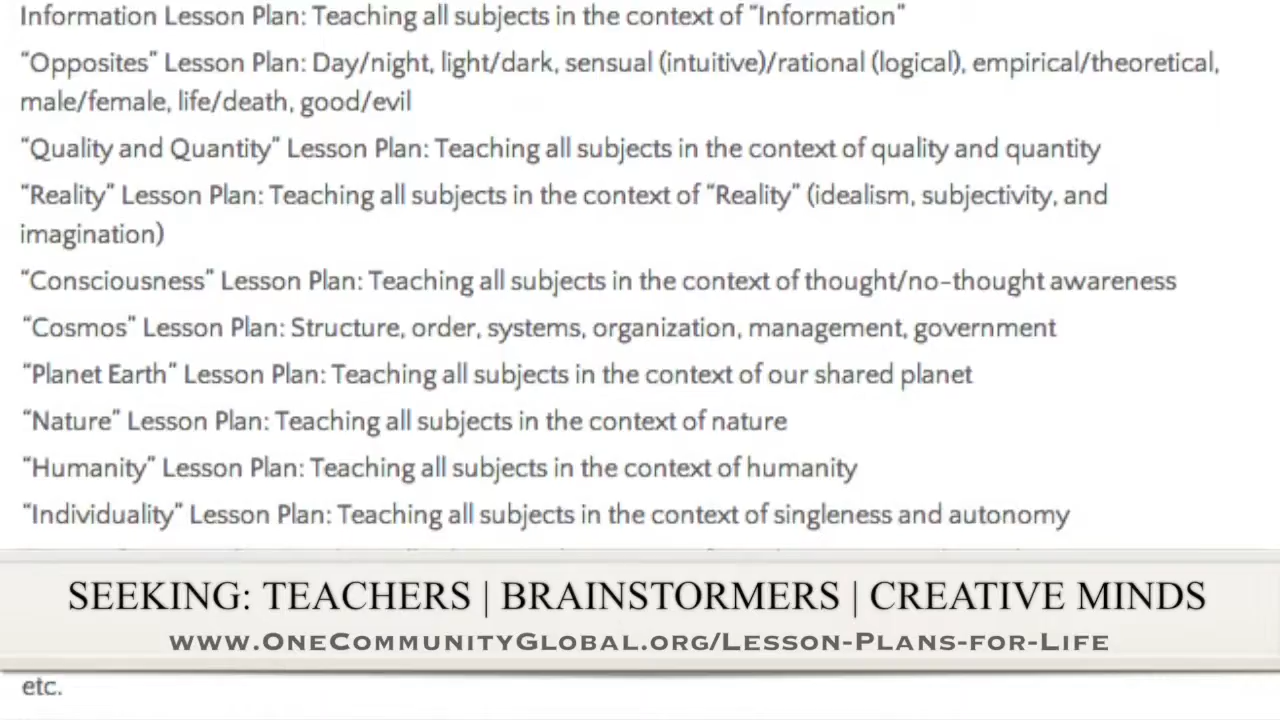 Information Lesson Plan: Teaching all subjects in the context of “Information”
“Opposites” Lesson Plan: Day/night, light/dark, sensual (intuitive)/rational (logical), empirical/theoretical,
male/female, life/death, good/evil
“Quality and Quantity” Lesson Plan: Teaching all subjects in the context of quality and quantity
“Reality” Lesson Plan: Teaching all subjects in the context of “Reality” (idealism, subjectivity, and
imagination)
“Consciousness” Lesson Plan: Teaching all subjects in the context of thought/no-thought awareness
“Cosmos” Lesson Plan: Structure, order, systems, organization, management, government
“Planet Earth” Lesson Plan: Teaching all subjects in the context of our shared planet
“Nature” Lesson Plan: Teaching all subjects in the context of nature
“Humanity” Lesson Plan: Teaching all subjects in the context of humanity
“Individuality” Lesson Plan: Teaching all subjects in the context of singleness and autonomy
SEEKING: TEACHERS | BRAINSTORMERS | CREATIVE MINDS
www.OneCommunityGlobal.org/Lesson-Plans-for-Life
etc.